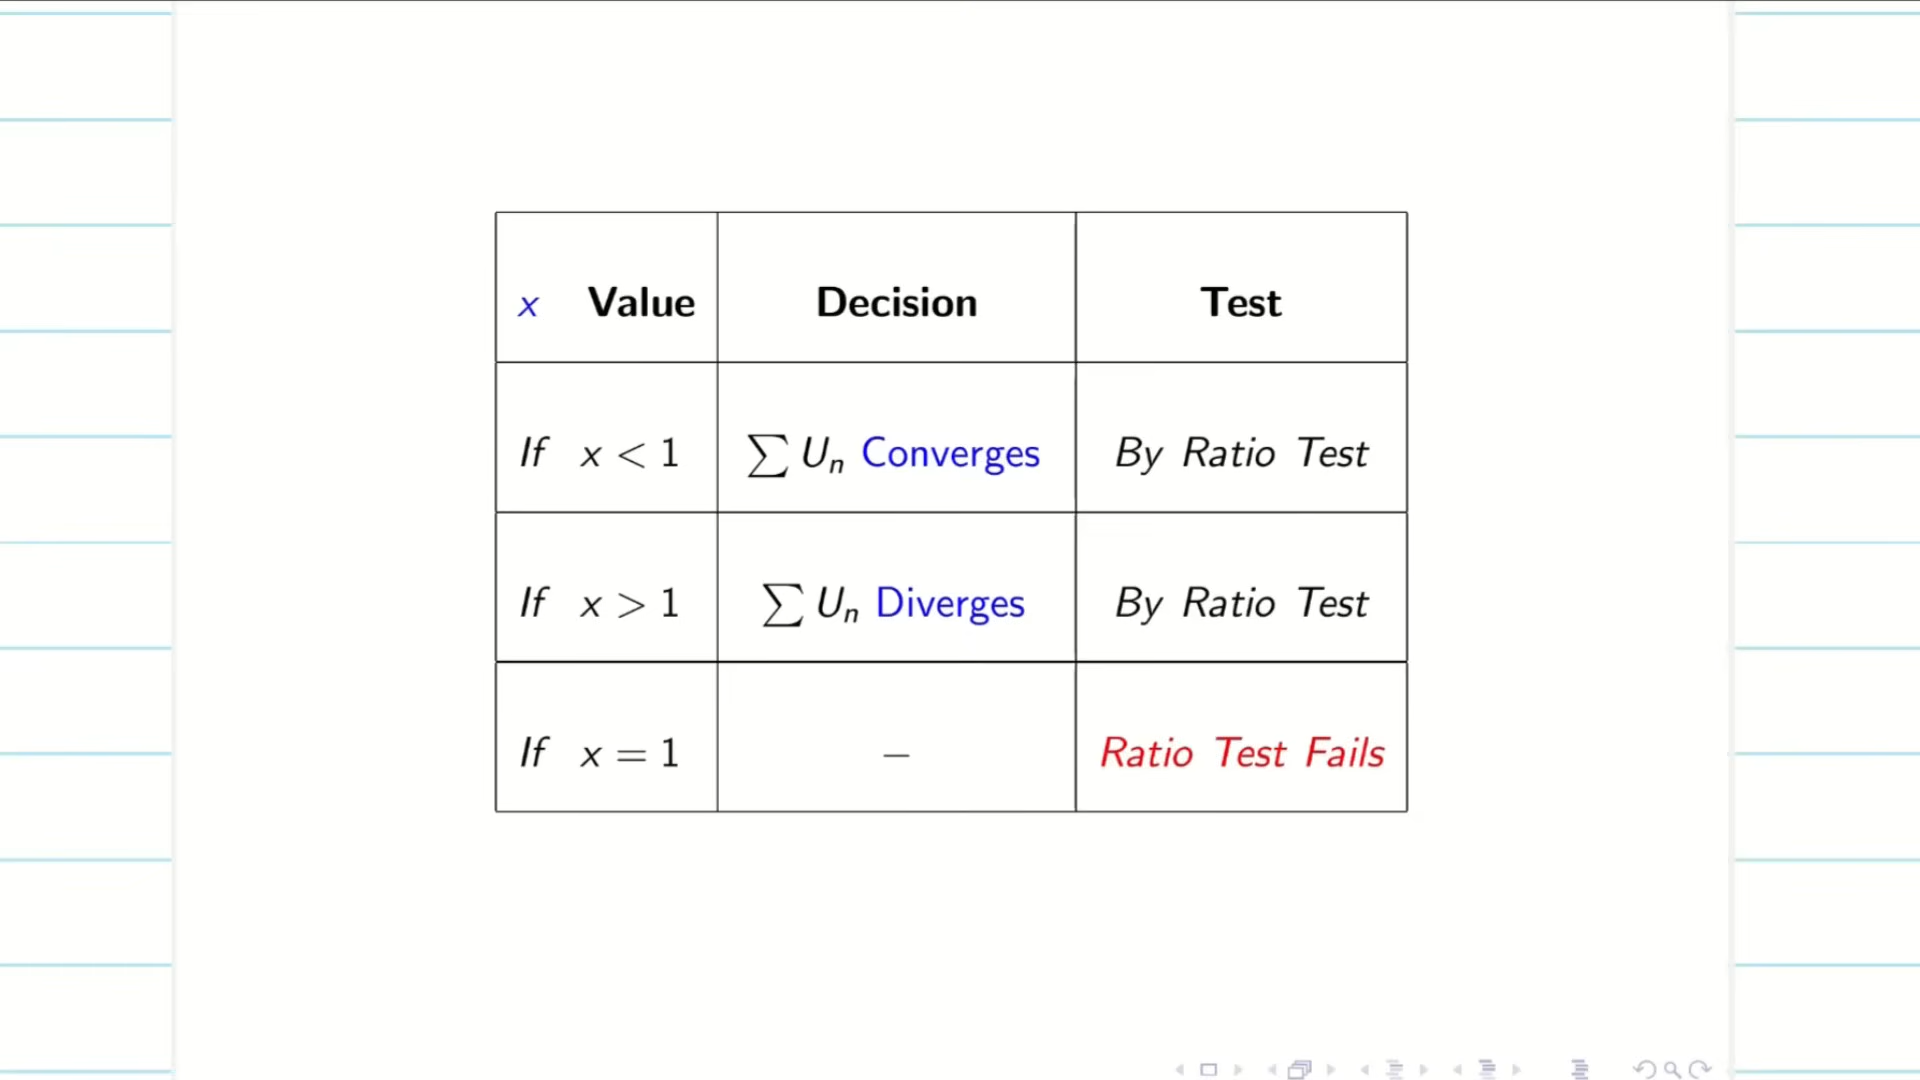 x Value Decision Test
If x < 1 ∑ Uₙ Converges By Ratio Test
If x > 1 ∑ Uₙ Diverges By Ratio Test
If x = 1 − Ratio Test Fails